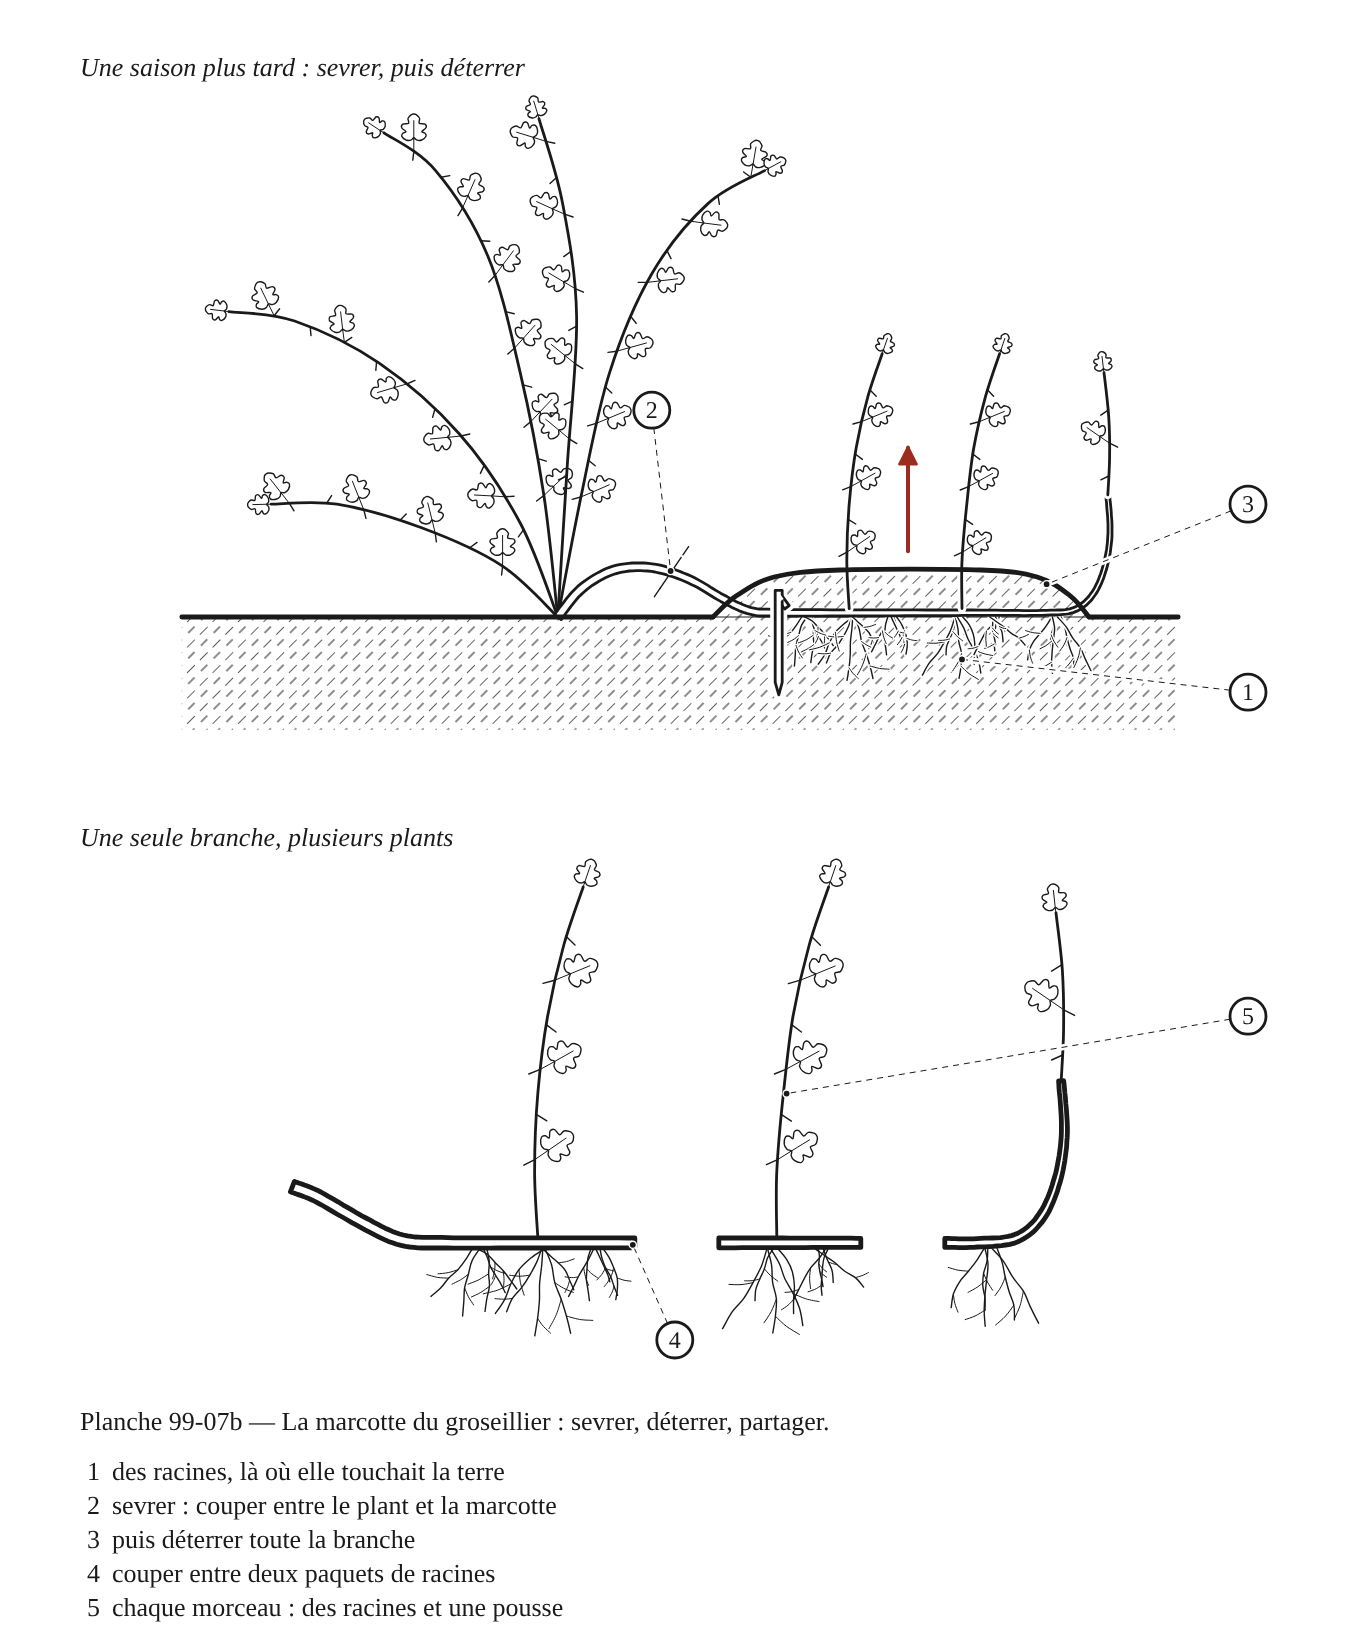 Une saison plus tard : sevrer, puis déterrer
2
3
1
Une seule branche, plusieurs plants
5
4
Planche 99-07b — La marcotte du groseillier : sevrer, déterrer, partager.
1 des racines, là où elle touchait la terre
2 sevrer : couper entre le plant et la marcotte
3 puis déterrer toute la branche
4 couper entre deux paquets de racines
5 chaque morceau : des racines et une pousse